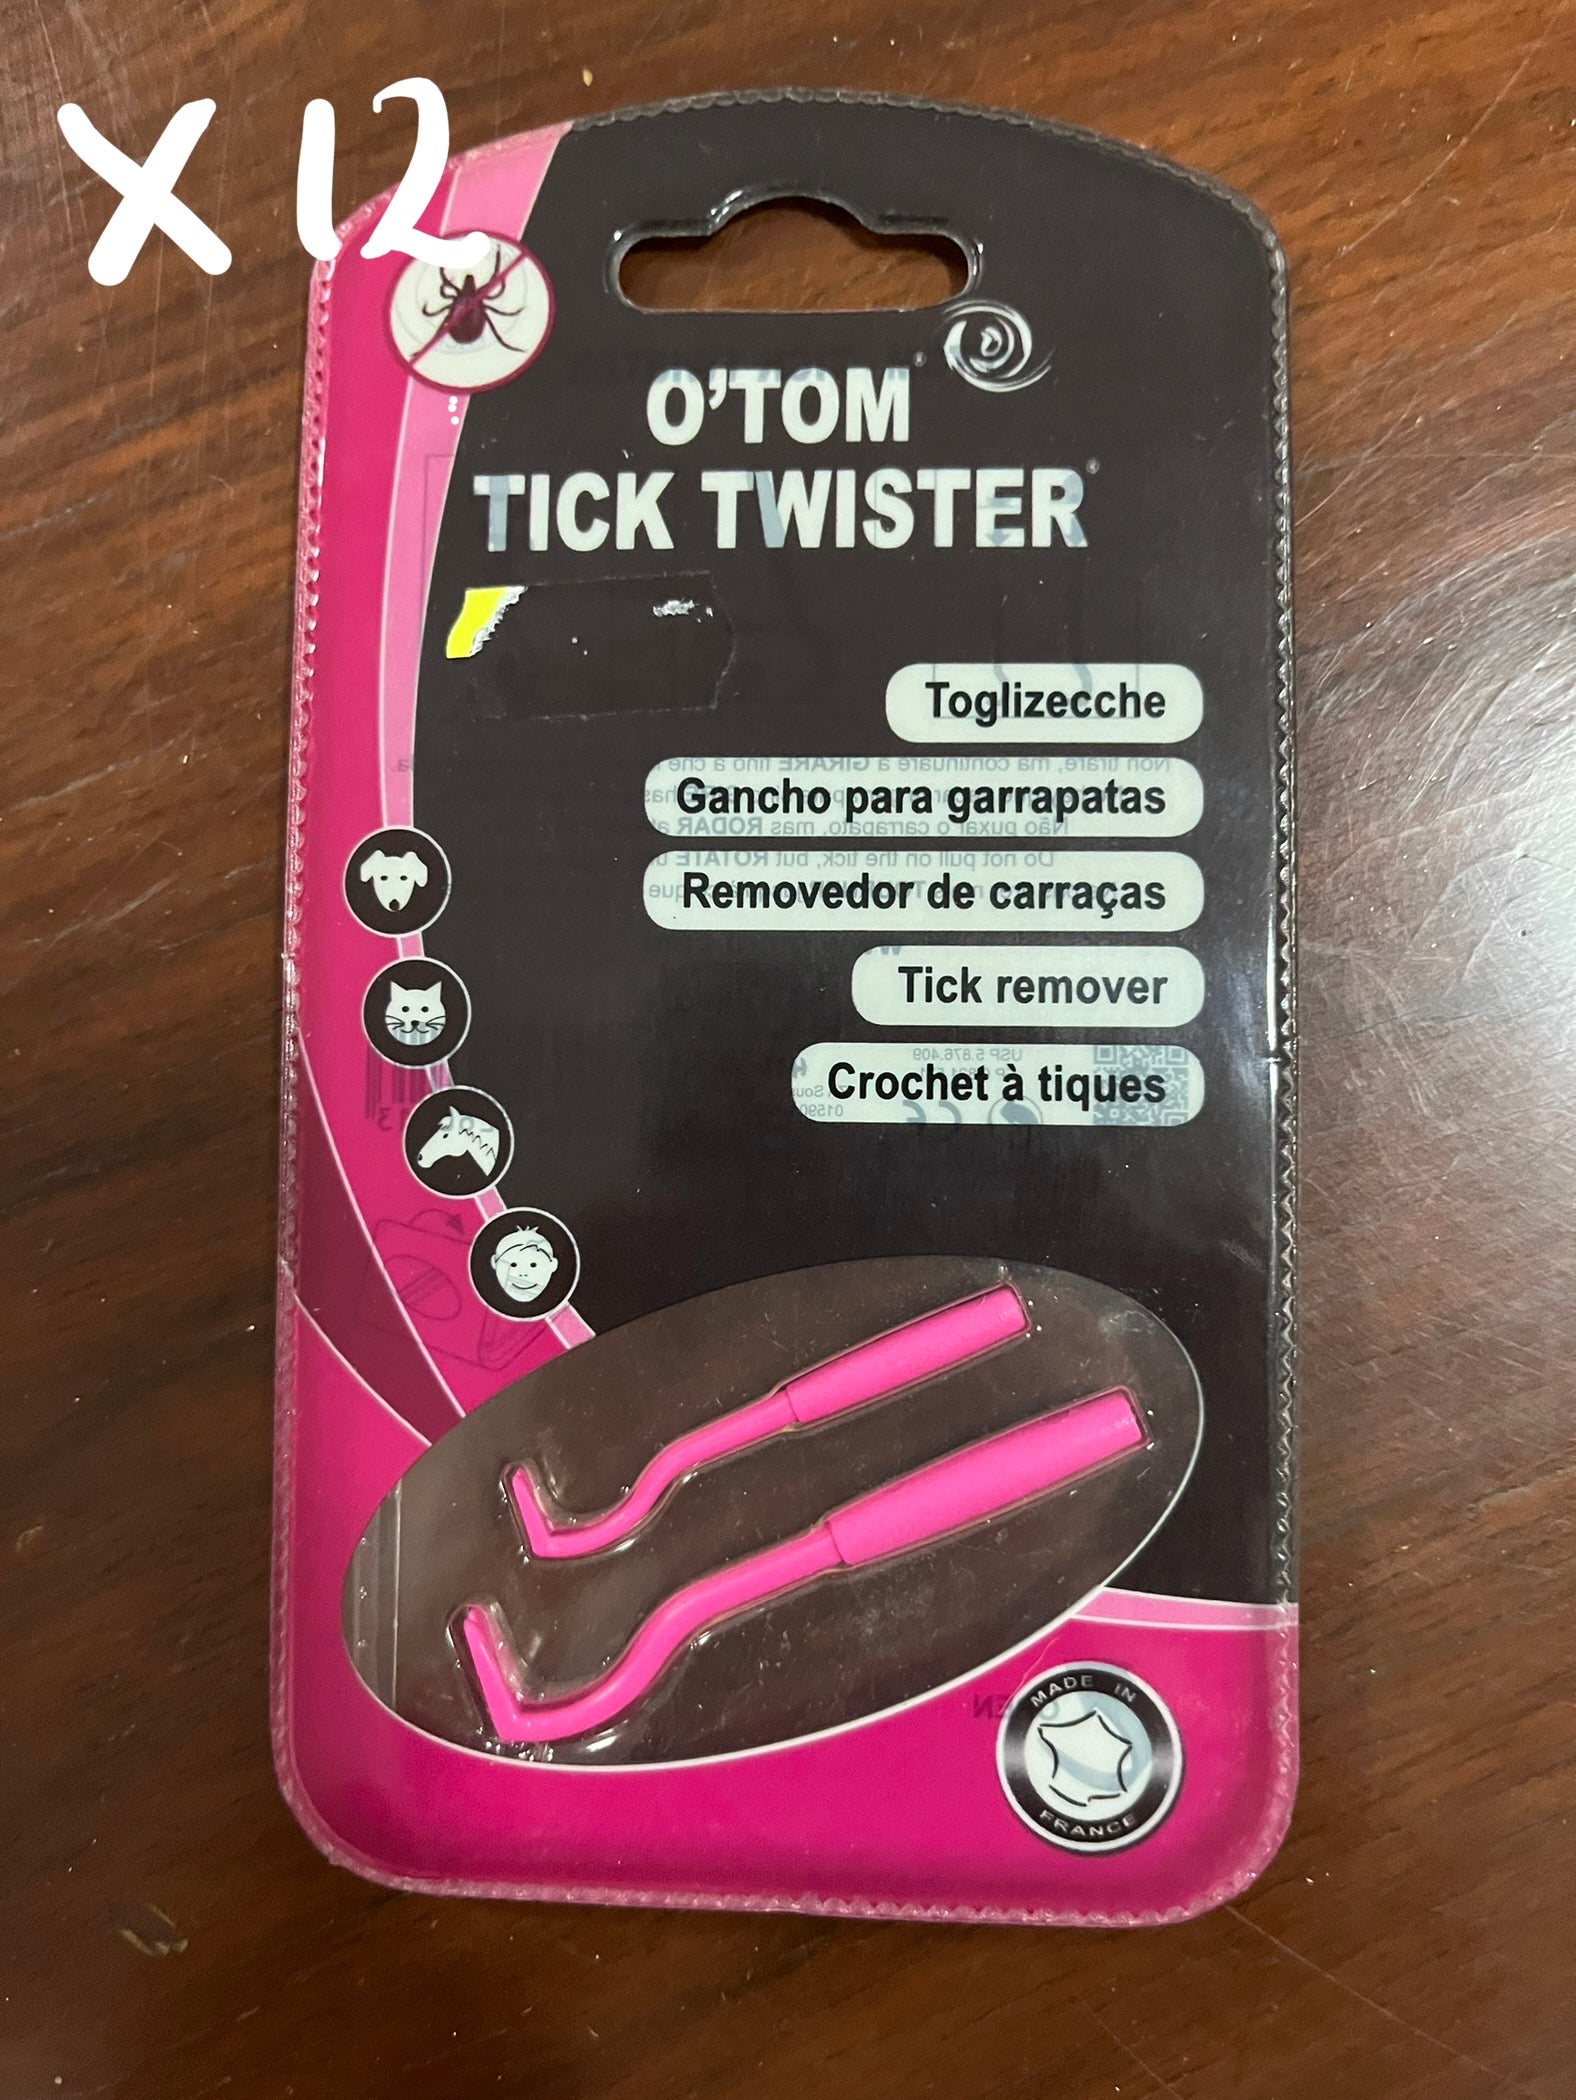 X 12
O'TOM®
TICK TWISTER®
Toglizecche
Gancho para garrapatas
Removedor de carraças
Tick remover
Crochet à tiques
MADE IN
FRANCE